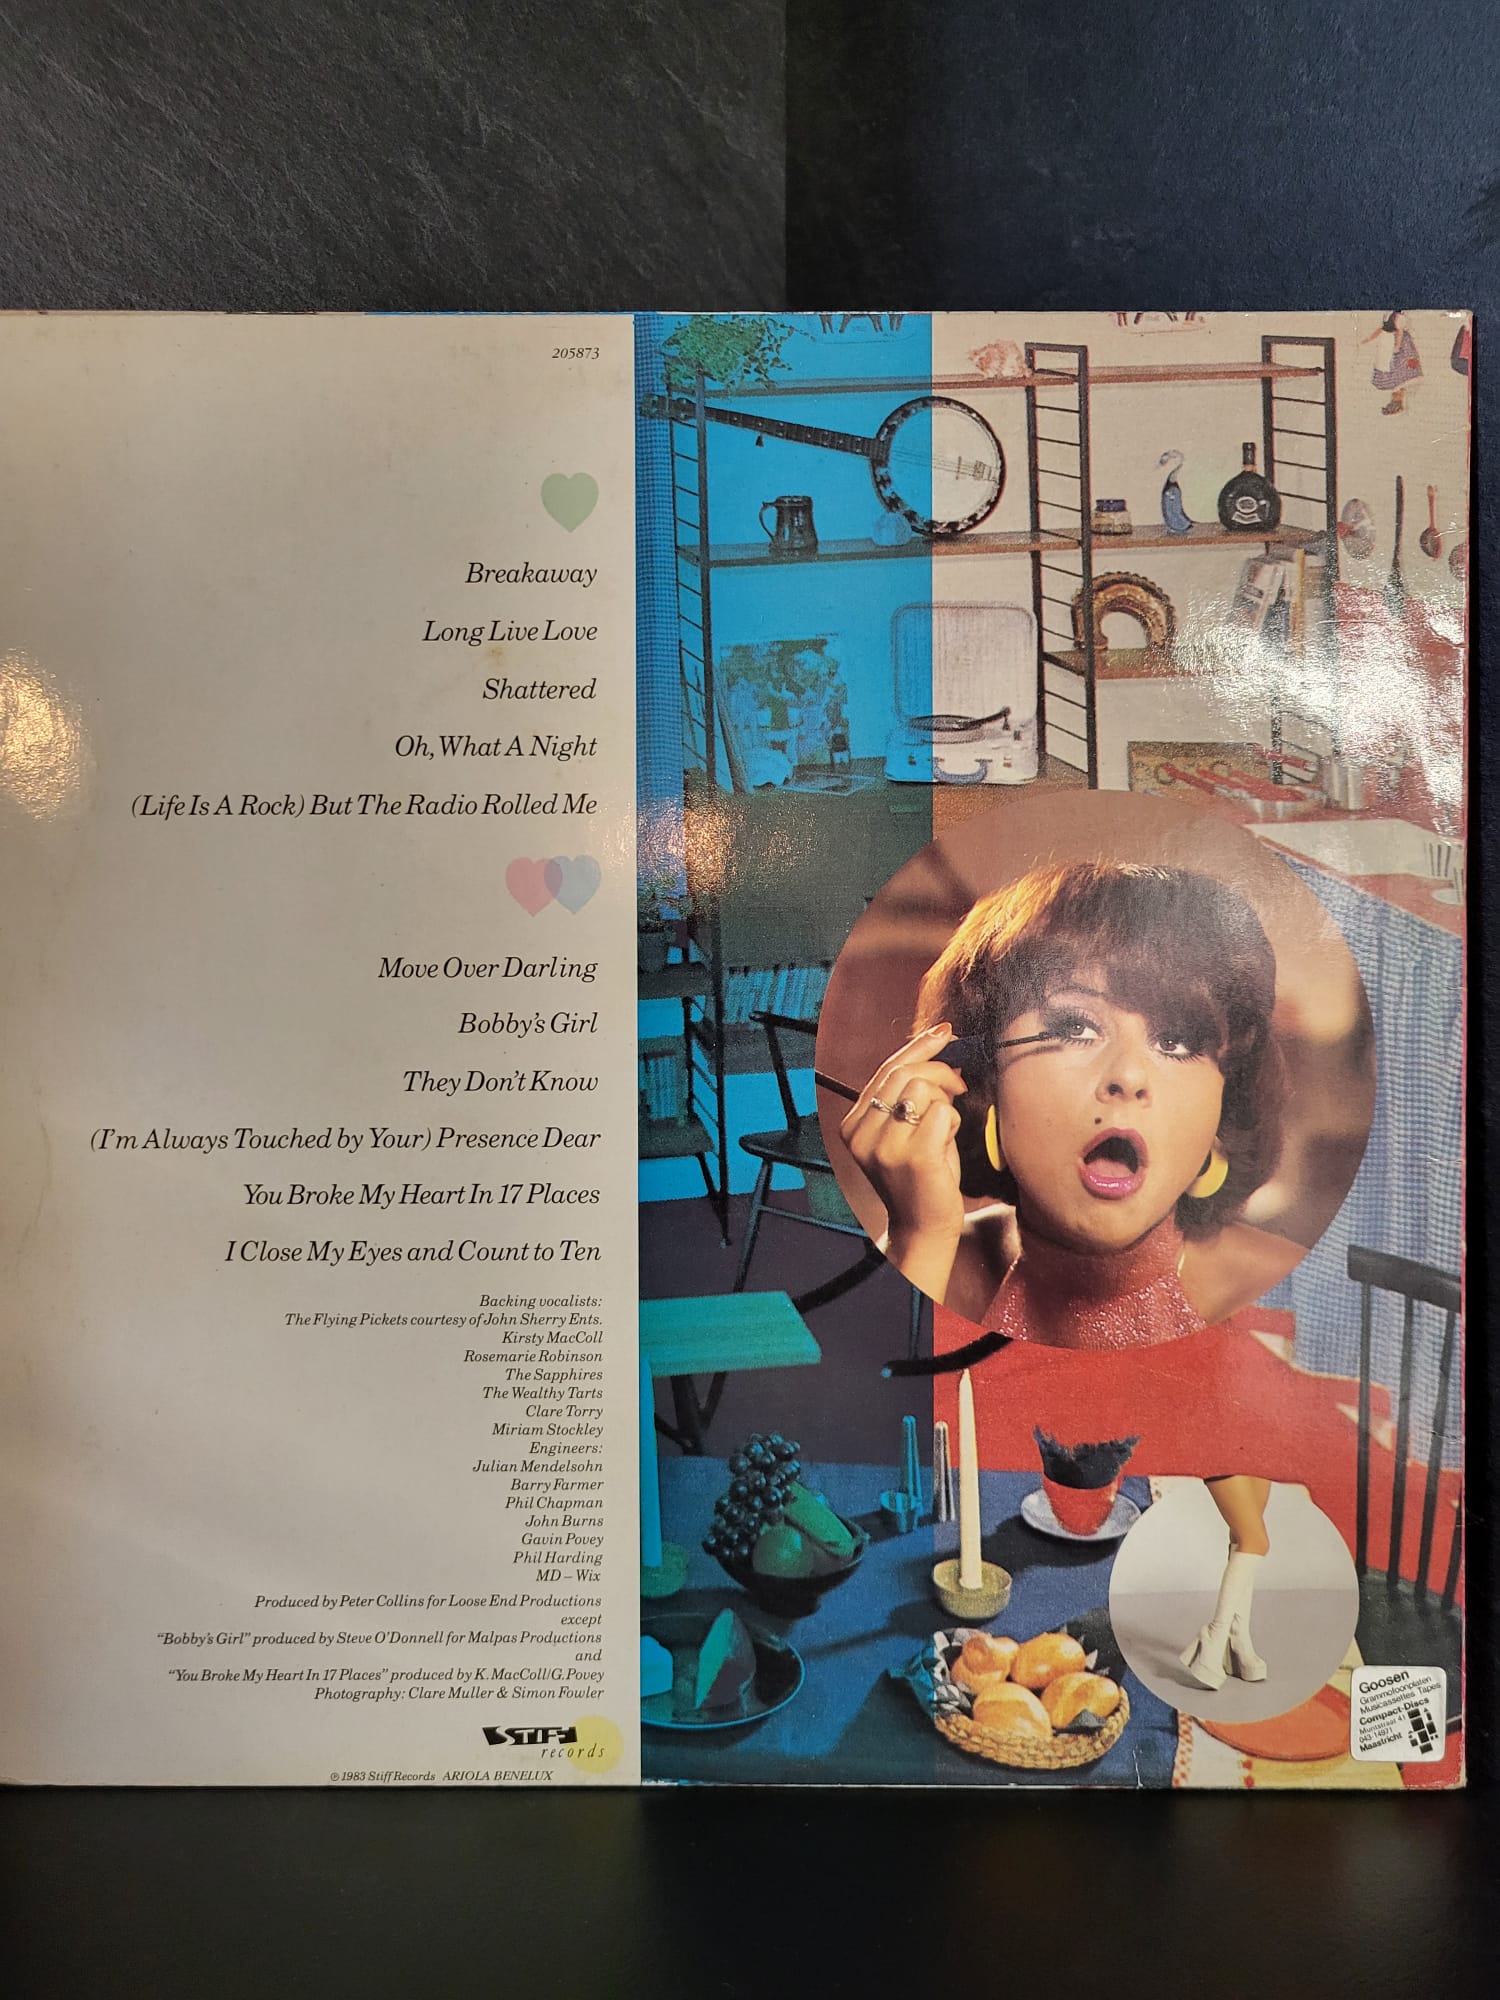 205873
Breakaway
Long Live Love
Shattered
Oh, What A Night
(Life Is A Rock) But The Radio Rolled Me
Move Over Darling
Bobby's Girl
They Don't Know
(I'm Always Touched by Your) Presence Dear
You Broke My Heart In 17 Places
I Close My Eyes and Count to Ten
Backing vocalists:
The Flying Pickets courtesy of John Sherry Ents.
Kirsty MacColl
Rosemarie Robinson
The Sapphires
The Wealthy Tarts
Clare Torry
Miriam Stockley
Engineers:
Julian Mendelsohn
Barry Farmer
Phil Chapman
John Burns
Gavin Povey
Phil Harding
MD – Wix
Produced by Peter Collins for Loose End Productions
except
“Bobby's Girl” produced by Steve O'Donnell for Malpas Productions
and
“You Broke My Heart In 17 Places” produced by K. MacColl/G. Povey
Photography: Clare Muller & Simon Fowler
STIFF
records
℗ 1983 Stiff Records ARIOLA BENELUX
Goosen
Grammofoonplaten
Musicassettes Tapes
Compact-Discs
Muntstraat 41
043-14971
Maastricht